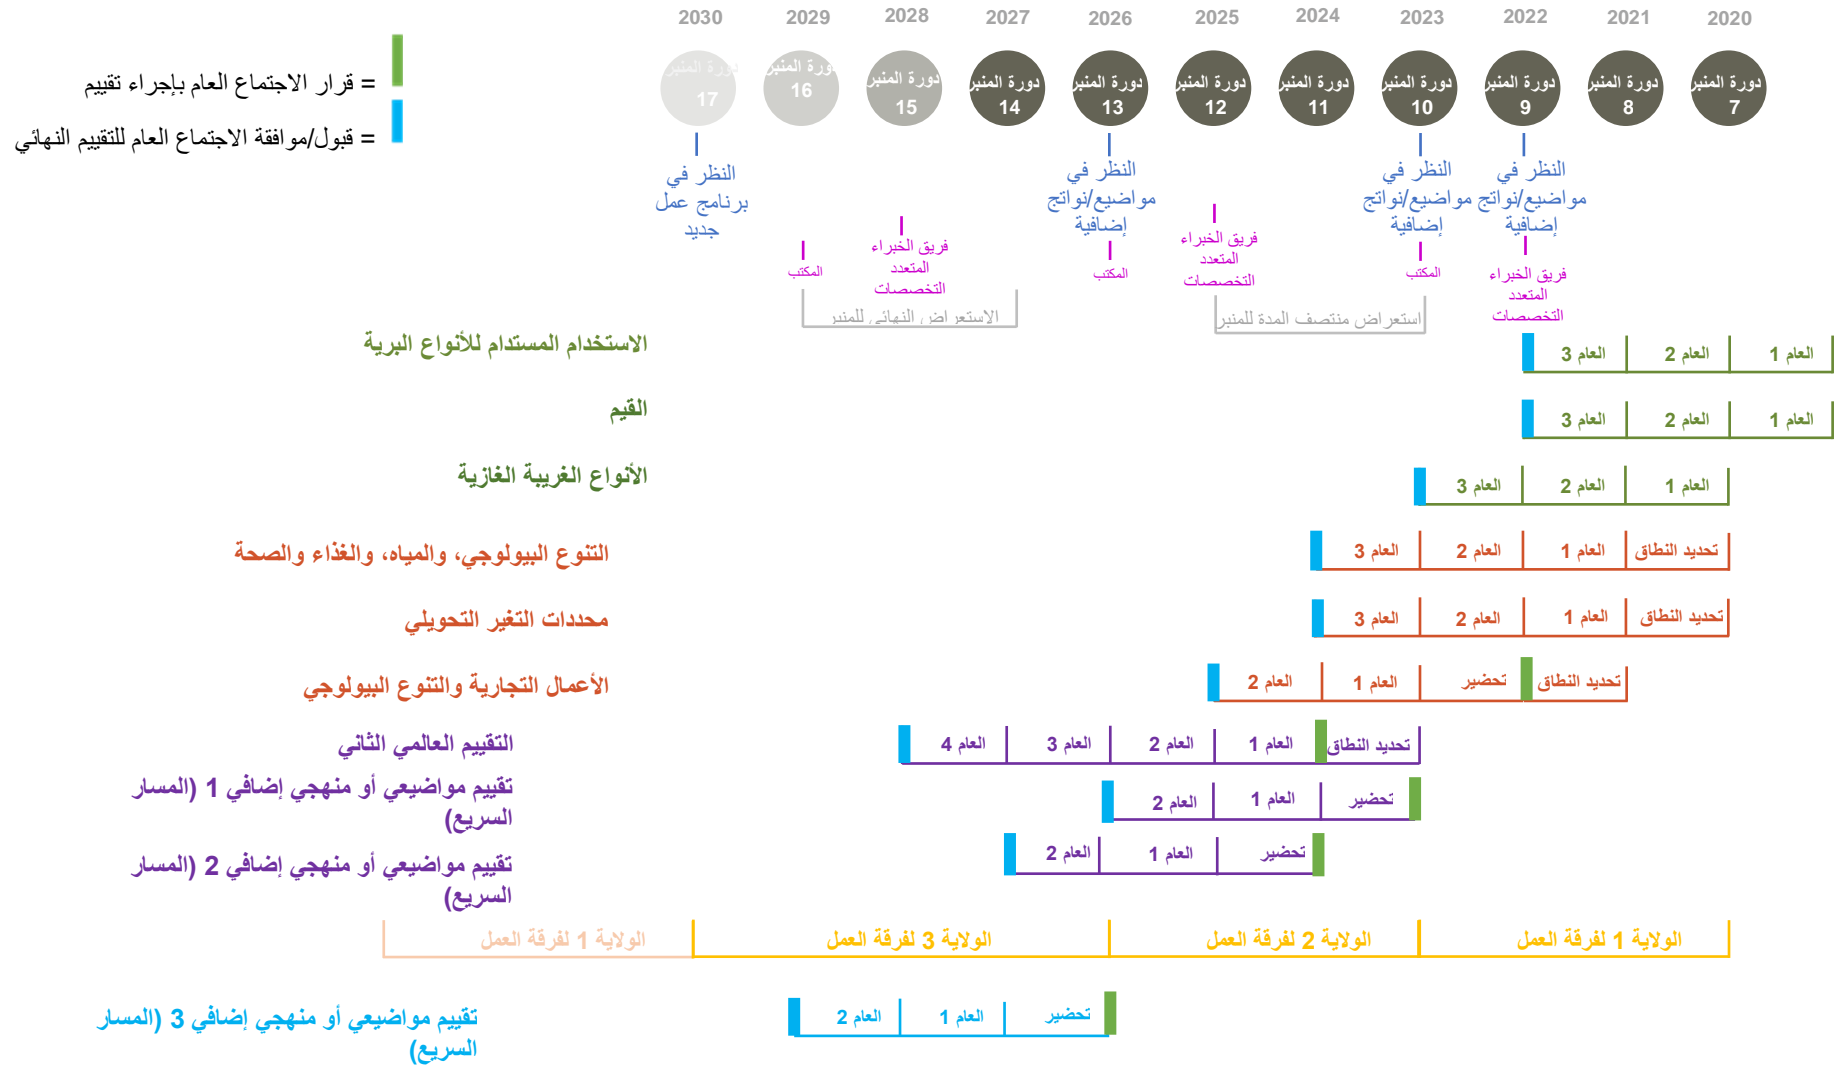 2020 2021 2022 2023 2024 2025 2026 2027 2028 2029 2030
دورة المنبر
7
دورة المنبر
8
دورة المنبر
9
دورة المنبر
10
دورة المنبر
11
دورة المنبر
12
دورة المنبر
13
دورة المنبر
14
دورة المنبر
15
دورة المنبر
16
دورة المنبر
17
= قرار الاجتماع العام بإجراء تقييم
= قبول/موافقة الاجتماع العام للتقييم النهائي
النظر في
مواضيع/نواتج
إضافية
النظر في
مواضيع/نواتج
إضافية
النظر في
مواضيع/نواتج
إضافية
النظر في
برنامج عمل
جديد
فريق الخبراء
المتعدد
التخصصات
المكتب
فريق الخبراء
المتعدد
التخصصات
المكتب
فريق الخبراء
المتعدد
التخصصات
المكتب
استعراض منتصف المدة للمنبر
الاستعراض النهائي للمنبر
الاستخدام المستدام للأنواع البرية
العام 1 العام 2 العام 3
القيم
العام 1 العام 2 العام 3
الأنواع الغريبة الغازية
العام 1 العام 2 العام 3
التنوع البيولوجي، والمياه، والغذاء والصحة
تحديد النطاق العام 1 العام 2 العام 3
محددات التغير التحويلي
تحديد النطاق العام 1 العام 2 العام 3
الأعمال التجارية والتنوع البيولوجي
تحديد النطاق تحضير العام 1 العام 2
التقييم العالمي الثاني
تحديد النطاق العام 1 العام 2 العام 3 العام 4
تقييم مواضيعي أو منهجي إضافي 1 (المسار
السريع)
تحضير العام 1 العام 2
تقييم مواضيعي أو منهجي إضافي 2 (المسار
السريع)
تحضير العام 1 العام 2
الولاية 1 لفرقة العمل الولاية 2 لفرقة العمل الولاية 3 لفرقة العمل الولاية 1 لفرقة العمل
تقييم مواضيعي أو منهجي إضافي 3 (المسار
السريع)
تحضير العام 1 العام 2